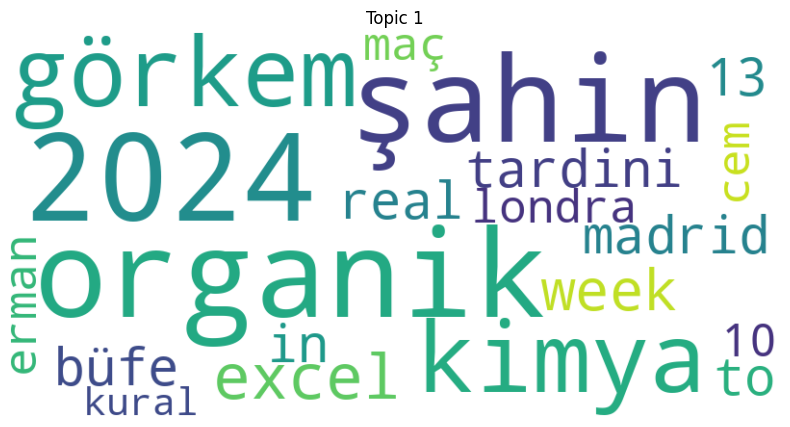 Topic 1
görkem
maç
şahin
13
2024
cem
tardini
real
londra
madrid
erman
organik
week
in
kimya
10
büfe
excel
to
kural